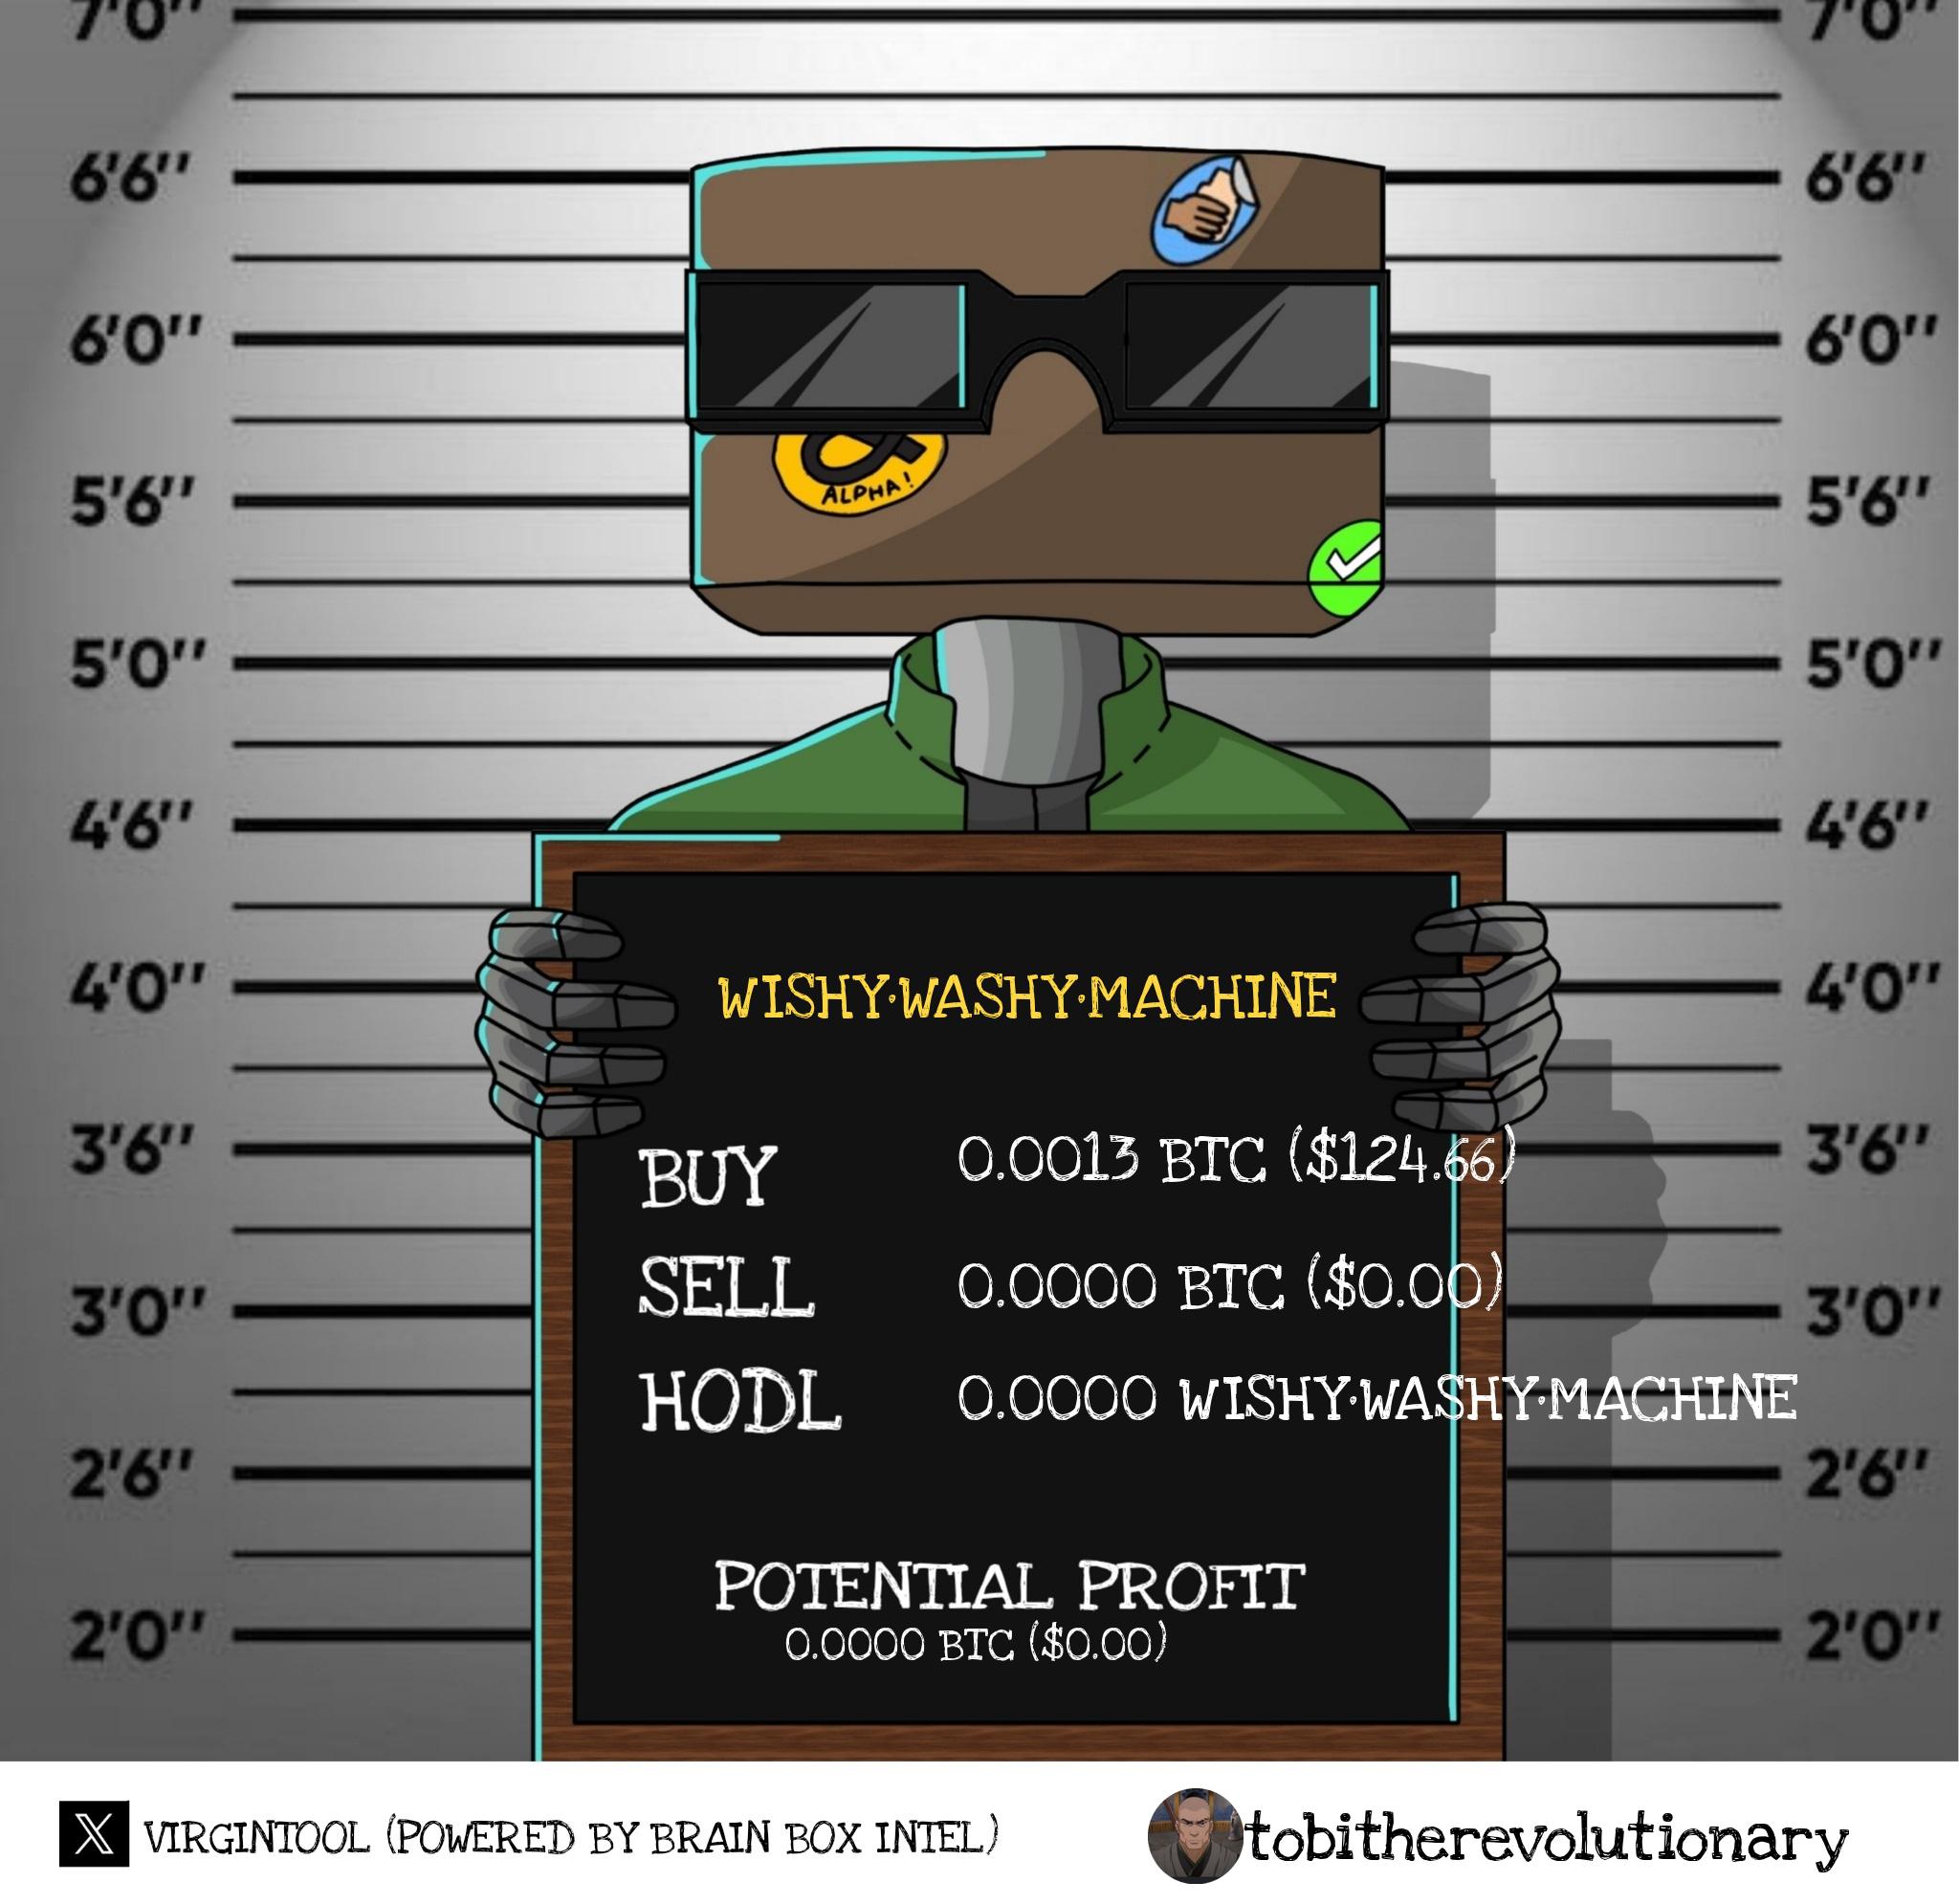 7'0'' 7'0''
6'6'' 6'6''
6'0'' 6'0''
5'6'' 5'6''
ALPHA!
5'0'' 5'0''
4'6'' 4'6''
4'0'' 4'0''
WISHY•WASHY•MACHINE
3'6'' 3'6''
BUY 0.0013 BTC ($124.66)
SELL 0.0000 BTC ($0.00)
3'0'' 3'0''
HODL 0.0000 WISHY•WASHY•MACHINE
2'6'' 2'6''
POTENTIAL PROFIT
0.0000 BTC ($0.00)
2'0'' 2'0''
X VIRGINTOOL (POWERED BY BRAIN BOX INTEL) tobitherevolutionary